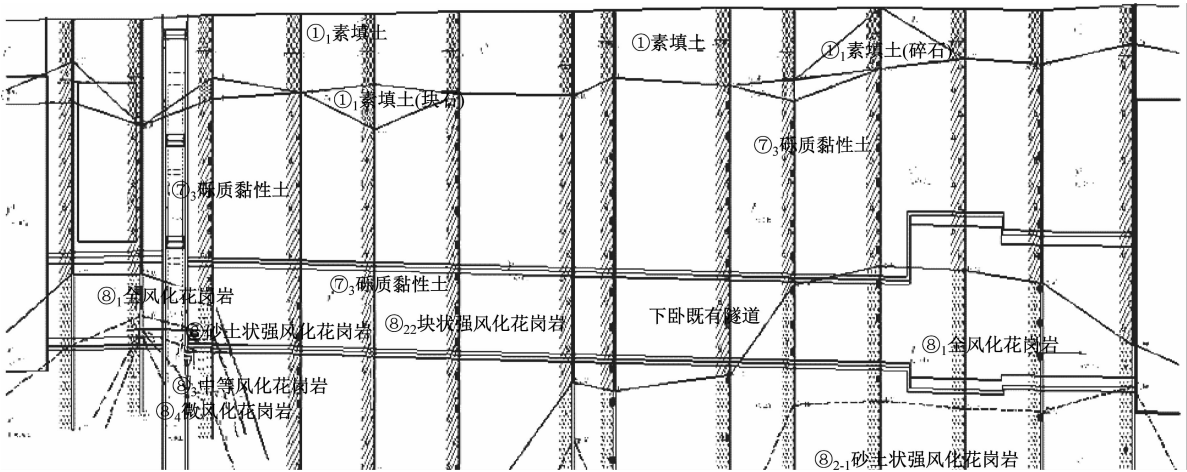 ①₁素填土
①素填土
①₁素填土(碎石)
①₁素填土(块石)
⑦₃砾质黏性土
⑦₃砾质黏性土
⑦₃砾质黏性土
⑧₁全风化花岗岩
⑧₂₂块状强风化花岗岩
下卧既有隧道
砂土状强风化花岗岩
⑧₁全风化花岗岩
⑧₃中等风化花岗岩
⑧₄微风化花岗岩
⑧₂₋₁砂土状强风化花岗岩